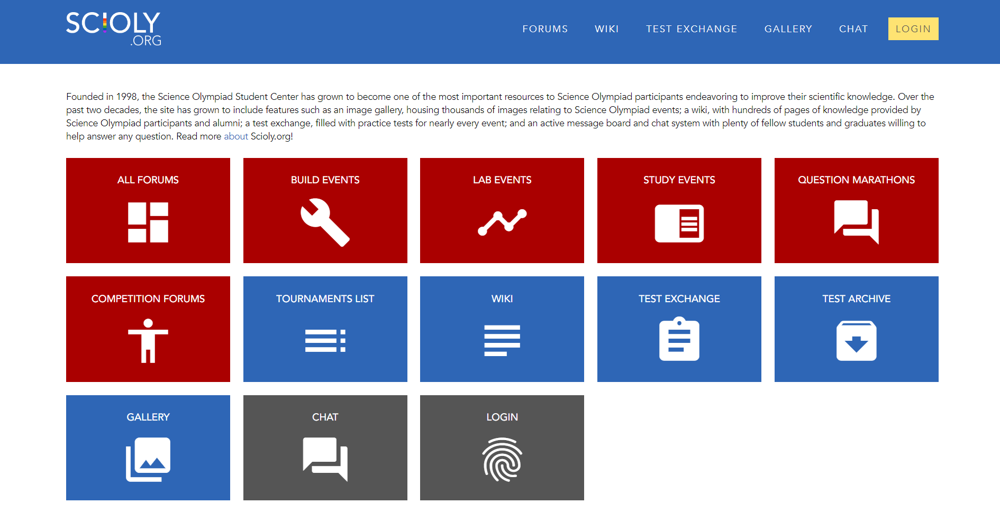 SCIOLY
.ORG
FORUMS
WIKI
TEST EXCHANGE
GALLERY
CHAT
LOGIN
Founded in 1998, the Science Olympiad Student Center has grown to become one of the most important resources to Science Olympiad participants endeavoring to improve their scientific knowledge. Over the
past two decades, the site has grown to include features such as an image gallery, housing thousands of images relating to Science Olympiad events; a wiki, with hundreds of pages of knowledge provided by
Science Olympiad participants and alumni; a test exchange, filled with practice tests for nearly every event; and an active message board and chat system with plenty of fellow students and graduates willing to
help answer any question. Read more about Scioly.org!
ALL FORUMS
BUILD EVENTS
LAB EVENTS
STUDY EVENTS
QUESTION MARATHONS
COMPETITION FORUMS
TOURNAMENTS LIST
WIKI
TEST EXCHANGE
TEST ARCHIVE
GALLERY
CHAT
LOGIN